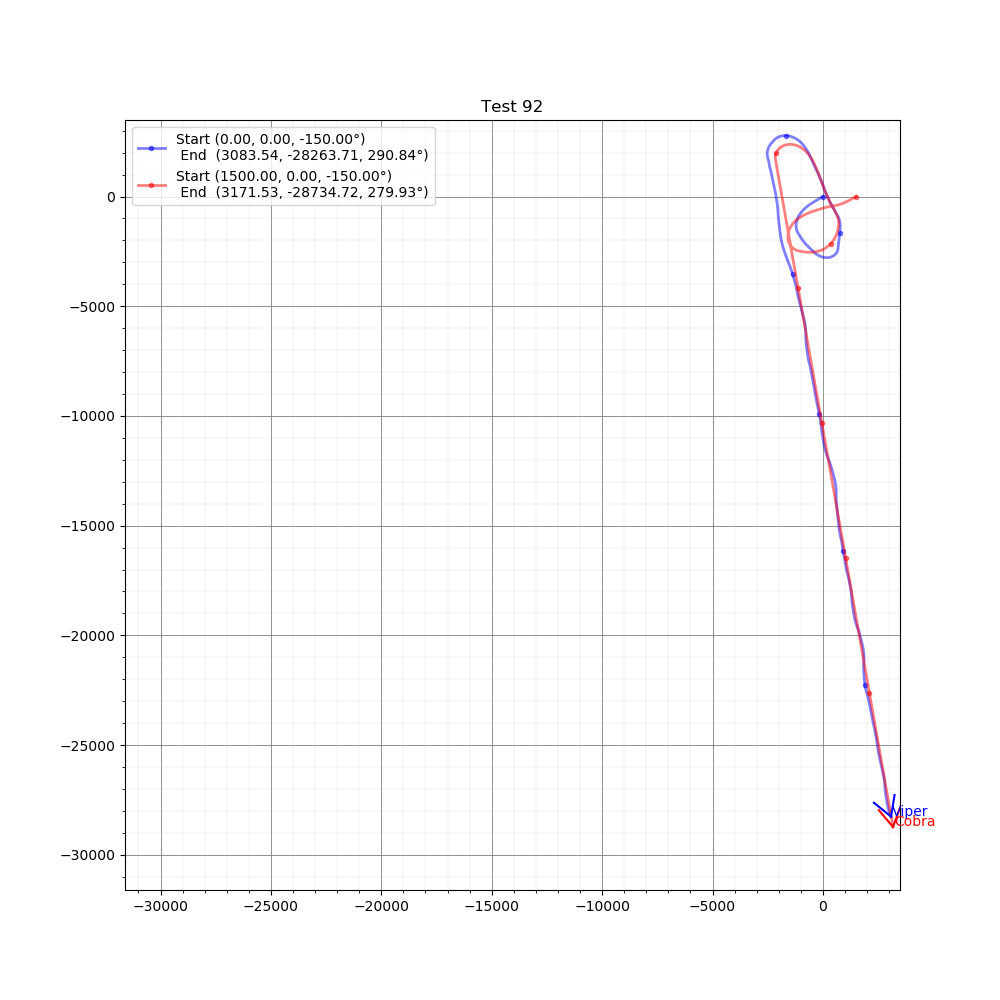 Test 92
Start (0.00, 0.00, -150.00°)
End (3083.54, -28263.71, 290.84°)
Start (1500.00, 0.00, -150.00°)
End (3171.53, -28734.72, 279.93°)
0
−5000
−10000
−15000
−20000
−25000
−30000
Viper
Cobra
−30000 −25000 −20000 −15000 −10000 −5000 0